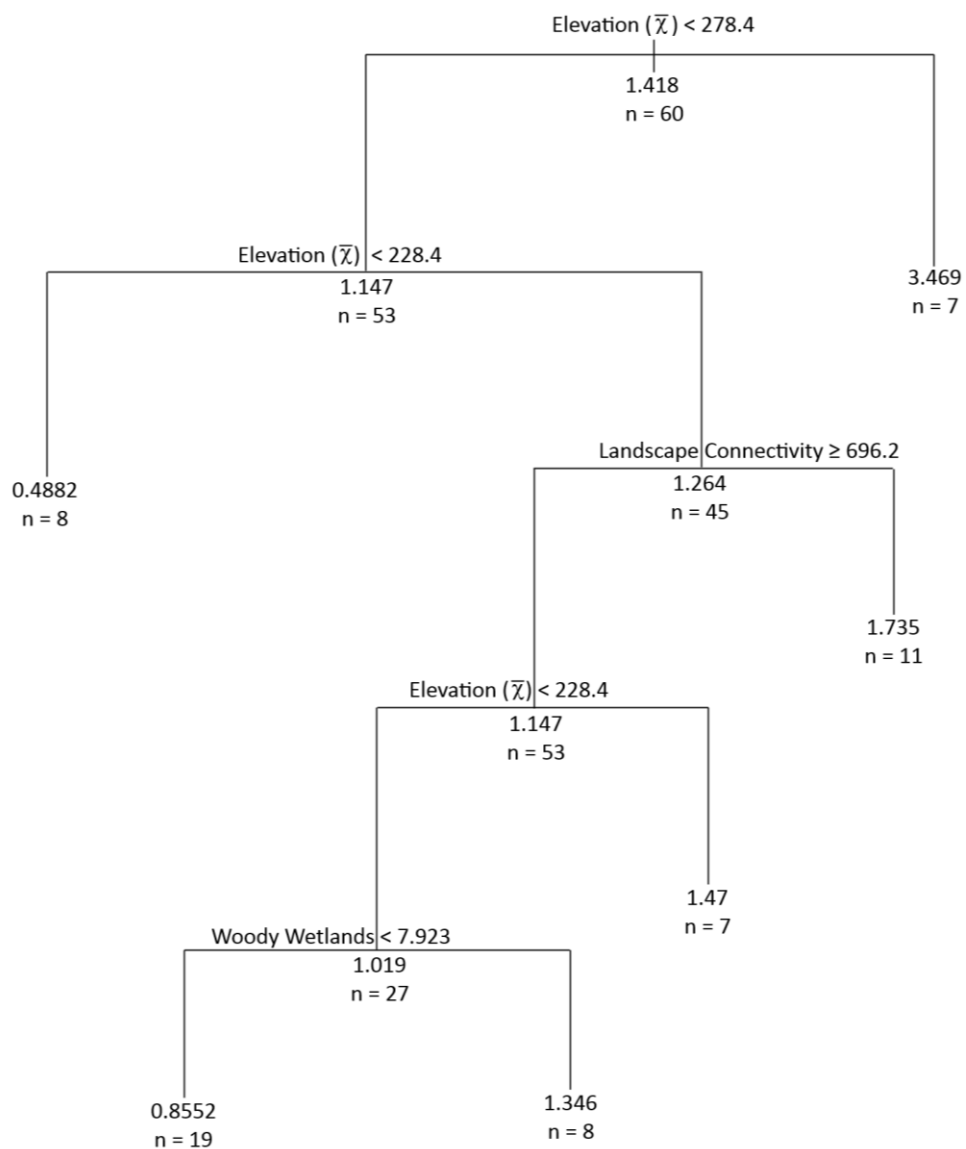 Elevation (χ̅) < 278.4
1.418
n = 60
Elevation (χ̅) < 228.4
1.147
n = 53
3.469
n = 7
Landscape Connectivity ≥ 696.2
1.264
n = 45
0.4882
n = 8
1.735
n = 11
Elevation (χ̅) < 228.4
1.147
n = 53
1.47
n = 7
Woody Wetlands < 7.923
1.019
n = 27
0.8552
n = 19
1.346
n = 8